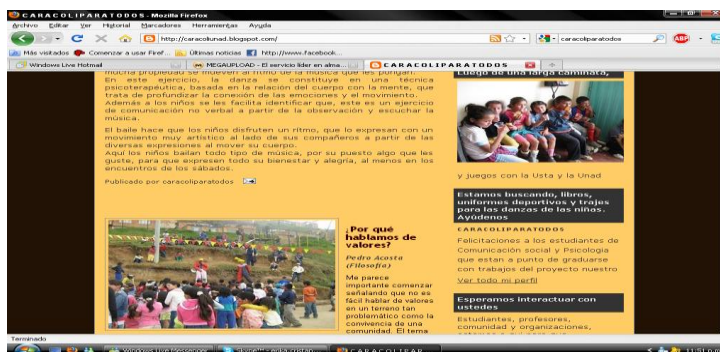 C A R A C O L I P A R A T O D O S - Mozilla Firefox
Archivo Editar Ver Historial Marcadores Herramientas Ayuda
http://caracolunad.blogspot.com/
caracoliparatodos
Más visitados Comenzar a usar Firef... Últimas noticias http://www.facebook...
Windows Live Hotmail
MEGAUPLOAD - El servicio líder en alma...
C A R A C O L I P A R A T O D O S
mucha propiedad se mueven al ritmo de la música que les pongan.
En este ejercicio, la danza se constituye en una técnica
psicoterapéutica, basada en la relación del cuerpo con la mente, que
trata de profundizar la conexión de las emociones y el movimiento.
Además a los niños se les facilita identificar que, este es un ejercicio
de comunicación no verbal a partir de la observación y escuchar la
música.
El baile hace que los niños disfruten un ritmo, que lo expresan con un
movimiento muy artístico al lado de sus compañeros a partir de las
diversas expresiones al mover su cuerpo.
Aquí los niños bailan todo tipo de música, por su puesto algo que les
guste, para que expresen todo su bienestar y alegría, al menos en los
encuentros de los sábados.
Publicado por caracoliparatodos
¿Por qué
hablamos de
valores?
Pedro Acosta
(Filosofía)
Me parece
importante comenzar
señalando que no es
fácil hablar de valores
en un terreno tan
problemático como la
convivencia de una
comunidad. El tema
Luego de una larga caminata,
y juegos con la Usta y la Unad
Estamos buscando, libros,
uniformes deportivos y trajes
para las danzas de las niñas.
Ayúdenos
C A R A C O L I P A R A T O D O S
Felicitaciones a los estudiantes de
Comunicación social y Psicología
que estan a punto de graduarse
con trabajos del proyecto nuestro
Ver todo mi perfil
Esperamos interactuar con
ustedes
Estudiantes, profesores,
comunidad y organizaciones,
Terminado
Windows Live Messenger
C A R A C O L I P A R
11:51 p.m.